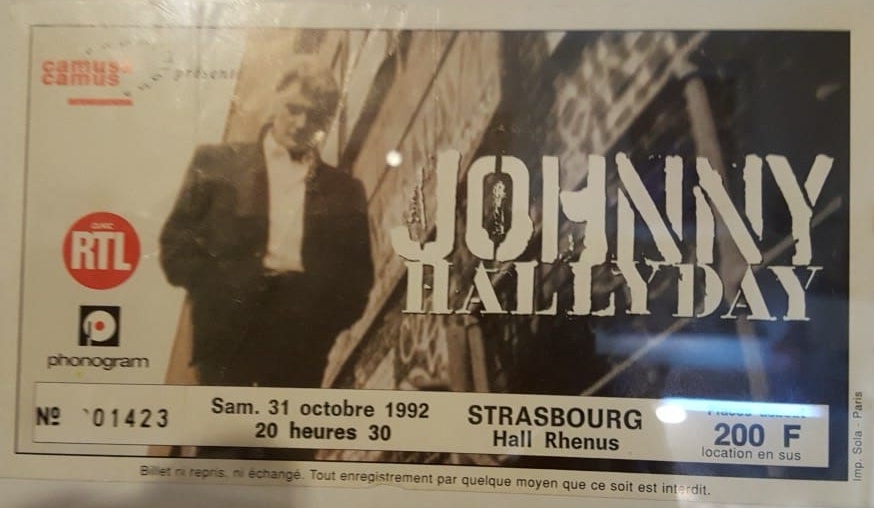 camus
camus
présente
avec
RTL
phonogram
JOHNNY
HALLYDAY
Nº 01423
Sam. 31 octobre 1992
20 heures 30
STRASBOURG
Hall Rhenus
200 F
location en sus
Billet ni repris, ni échangé. Tout enregistrement par quelque moyen que ce soit est interdit.
Imp. Sola - Paris